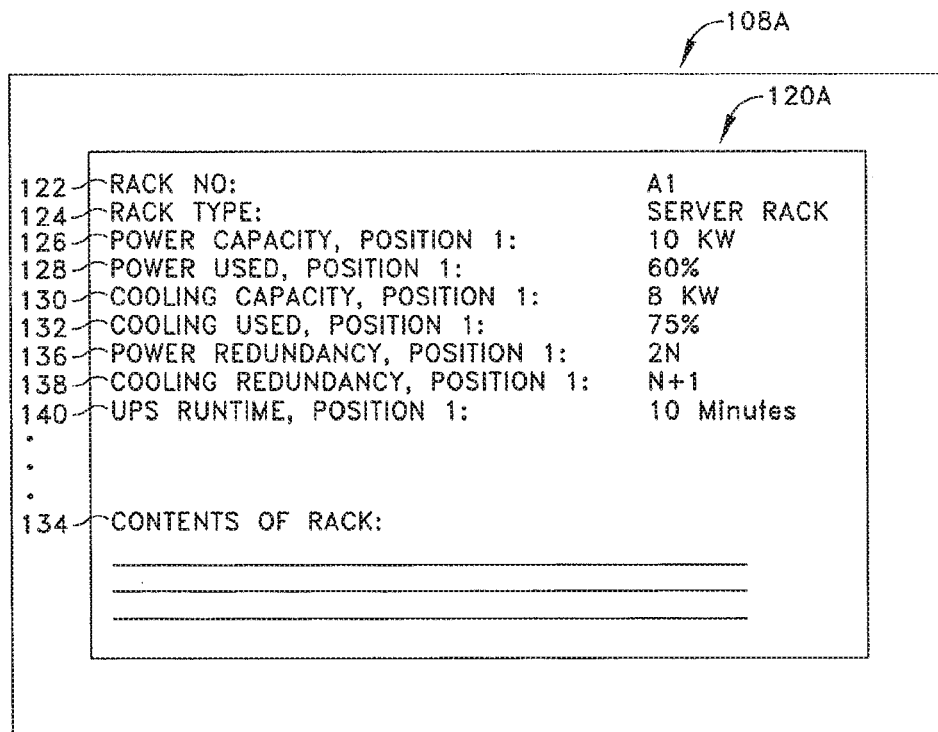 108A
120A
122 RACK NO: A1
124 RACK TYPE: SERVER RACK
126 POWER CAPACITY, POSITION 1: 10 KW
128 POWER USED, POSITION 1: 60%
130 COOLING CAPACITY, POSITION 1: 8 KW
132 COOLING USED, POSITION 1: 75%
136 POWER REDUNDANCY, POSITION 1: 2N
138 COOLING REDUNDANCY, POSITION 1: N+1
140 UPS RUNTIME, POSITION 1: 10 Minutes
134 CONTENTS OF RACK: